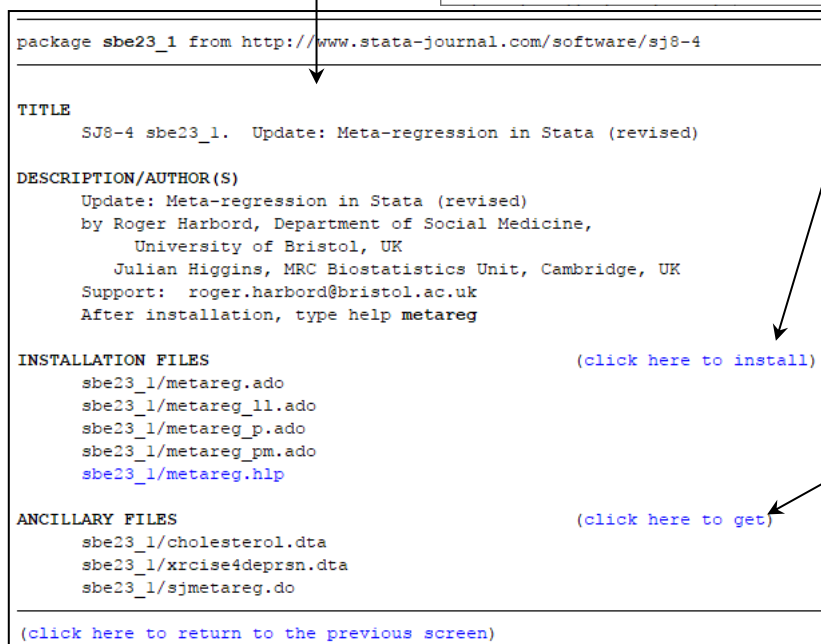 package sbe23_1 from http://www.stata-journal.com/software/sj8-4
TITLE
SJ8-4 sbe23_1. Update: Meta-regression in Stata (revised)
DESCRIPTION/AUTHOR(S)
Update: Meta-regression in Stata (revised)
by Roger Harbord, Department of Social Medicine,
University of Bristol, UK
Julian Higgins, MRC Biostatistics Unit, Cambridge, UK
Support: roger.harbord@bristol.ac.uk
After installation, type help metareg
INSTALLATION FILES (click here to install)
sbe23_1/metareg.ado
sbe23_1/metareg_ll.ado
sbe23_1/metareg_p.ado
sbe23_1/metareg_pm.ado
sbe23_1/metareg.hlp
ANCILLARY FILES (click here to get)
sbe23_1/cholesterol.dta
sbe23_1/xrcise4deprsn.dta
sbe23_1/sjmetareg.do
(click here to return to the previous screen)